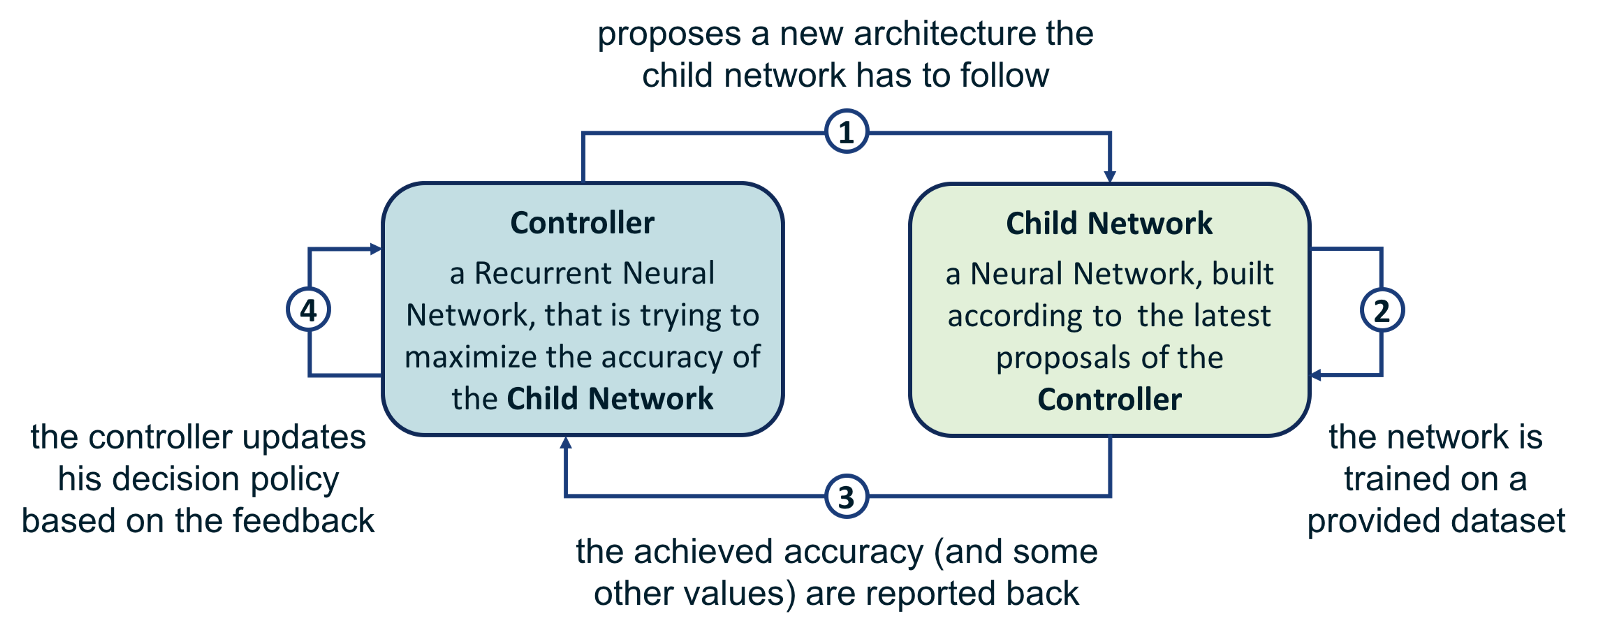 proposes a new architecture the
child network has to follow
1
Controller
a Recurrent Neural
Network, that is trying to
maximize the accuracy of
the Child Network
Child Network
a Neural Network, built
according to the latest
proposals of the
Controller
4
2
the controller updates
his decision policy
based on the feedback
the network is
trained on a
provided dataset
3
the achieved accuracy (and some
other values) are reported back